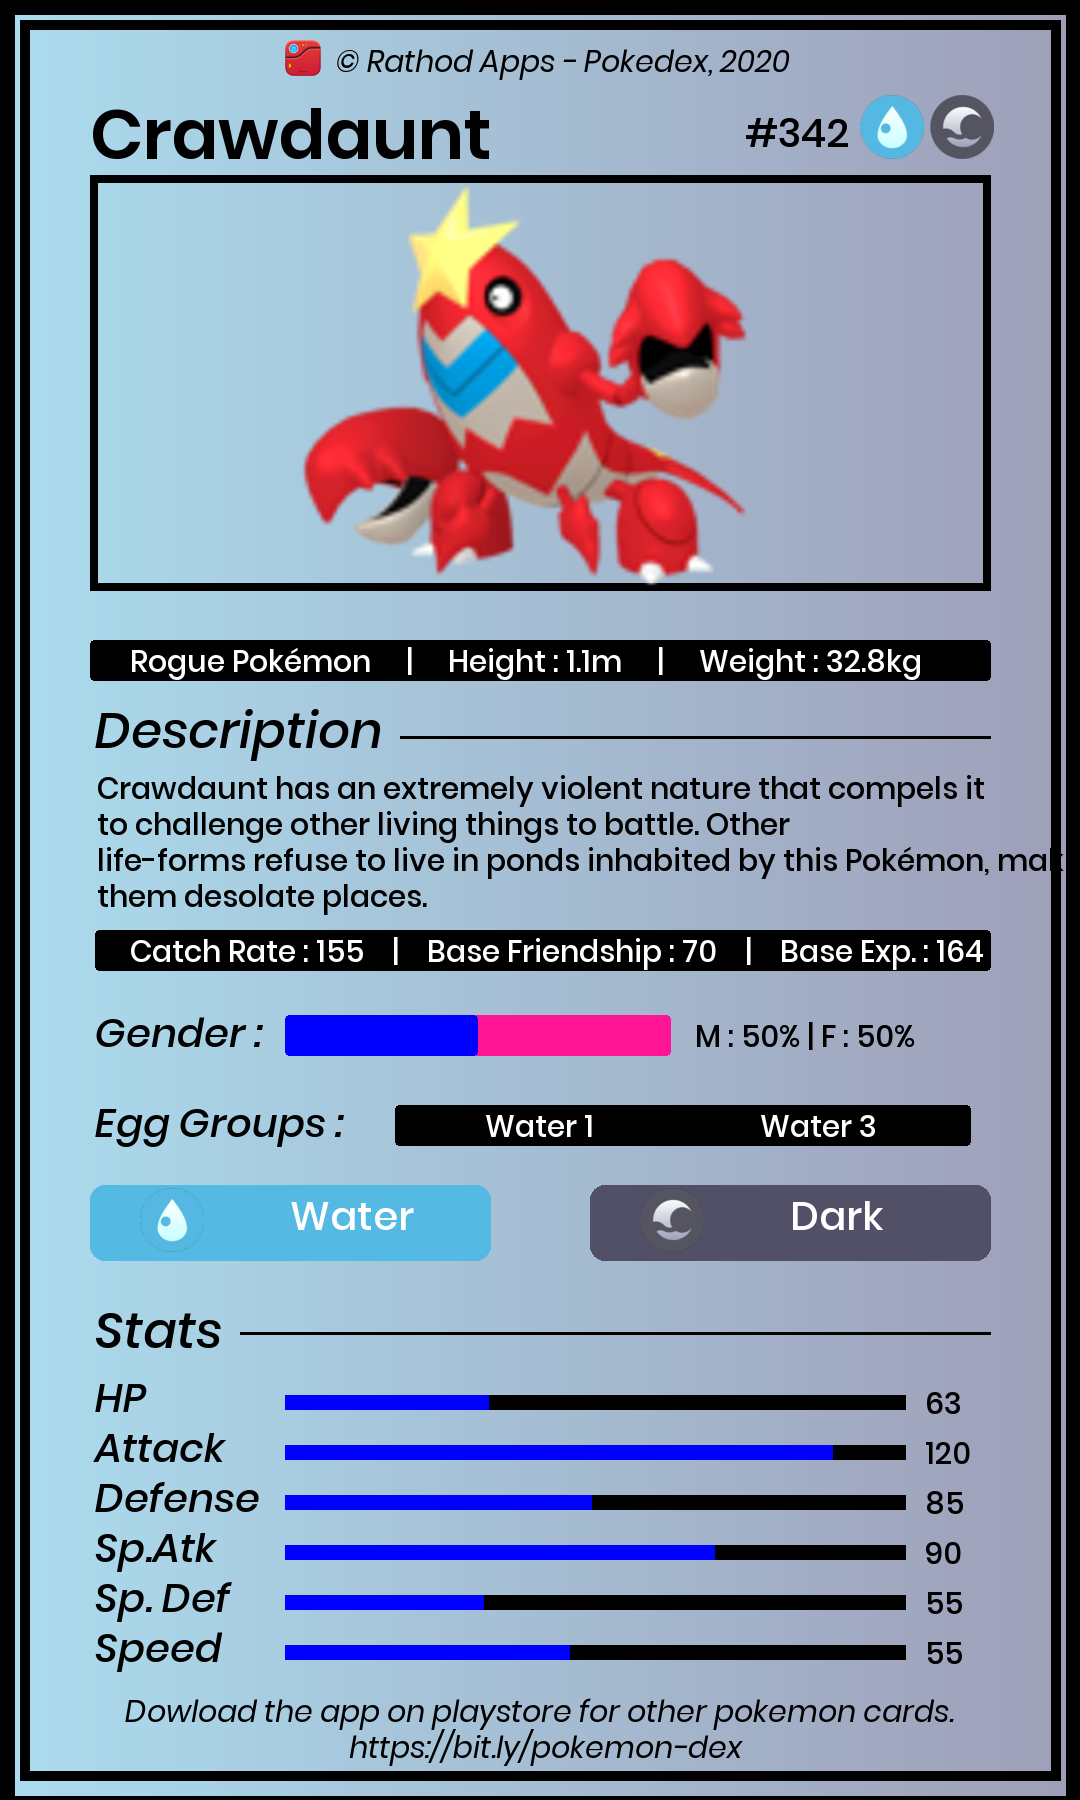 © Rathod Apps - Pokedex, 2020
Crawdaunt #342
Rogue Pokémon | Height : 1.1m | Weight : 32.8kg
Description
Crawdaunt has an extremely violent nature that compels it
to challenge other living things to battle. Other
life-forms refuse to live in ponds inhabited by this Pokémon, mak
them desolate places.
Catch Rate : 155 | Base Friendship : 70 | Base Exp. : 164
Gender : M : 50% | F : 50%
Egg Groups : Water 1 Water 3
Water Dark
Stats
HP 63
Attack 120
Defense 85
Sp.Atk 90
Sp. Def 55
Speed 55
Dowload the app on playstore for other pokemon cards.
https://bit.ly/pokemon-dex